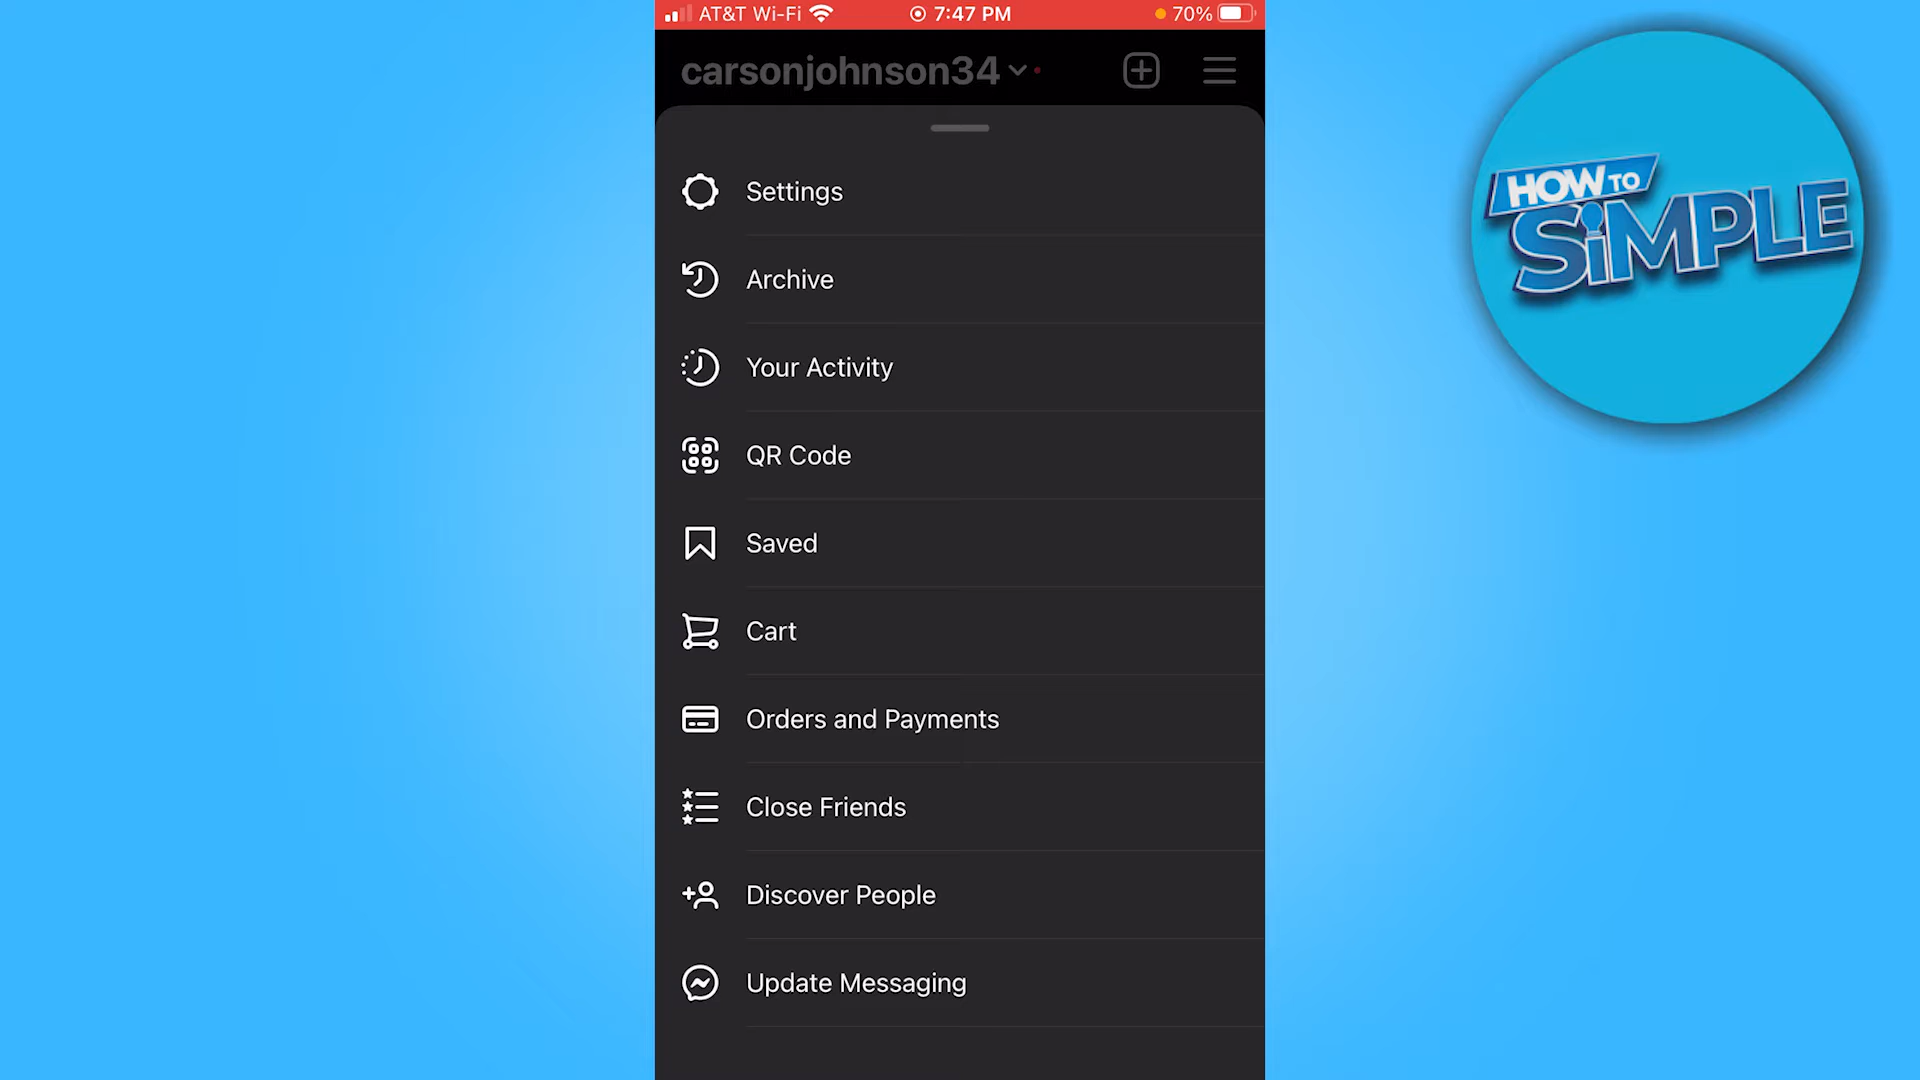 AT&T Wi-Fi 7:47 PM 70%
carsonjohnson34
Settings
Archive
Your Activity
QR Code
Saved
Cart
Orders and Payments
Close Friends
Discover People
Update Messaging
HOW TO
SiMPLE